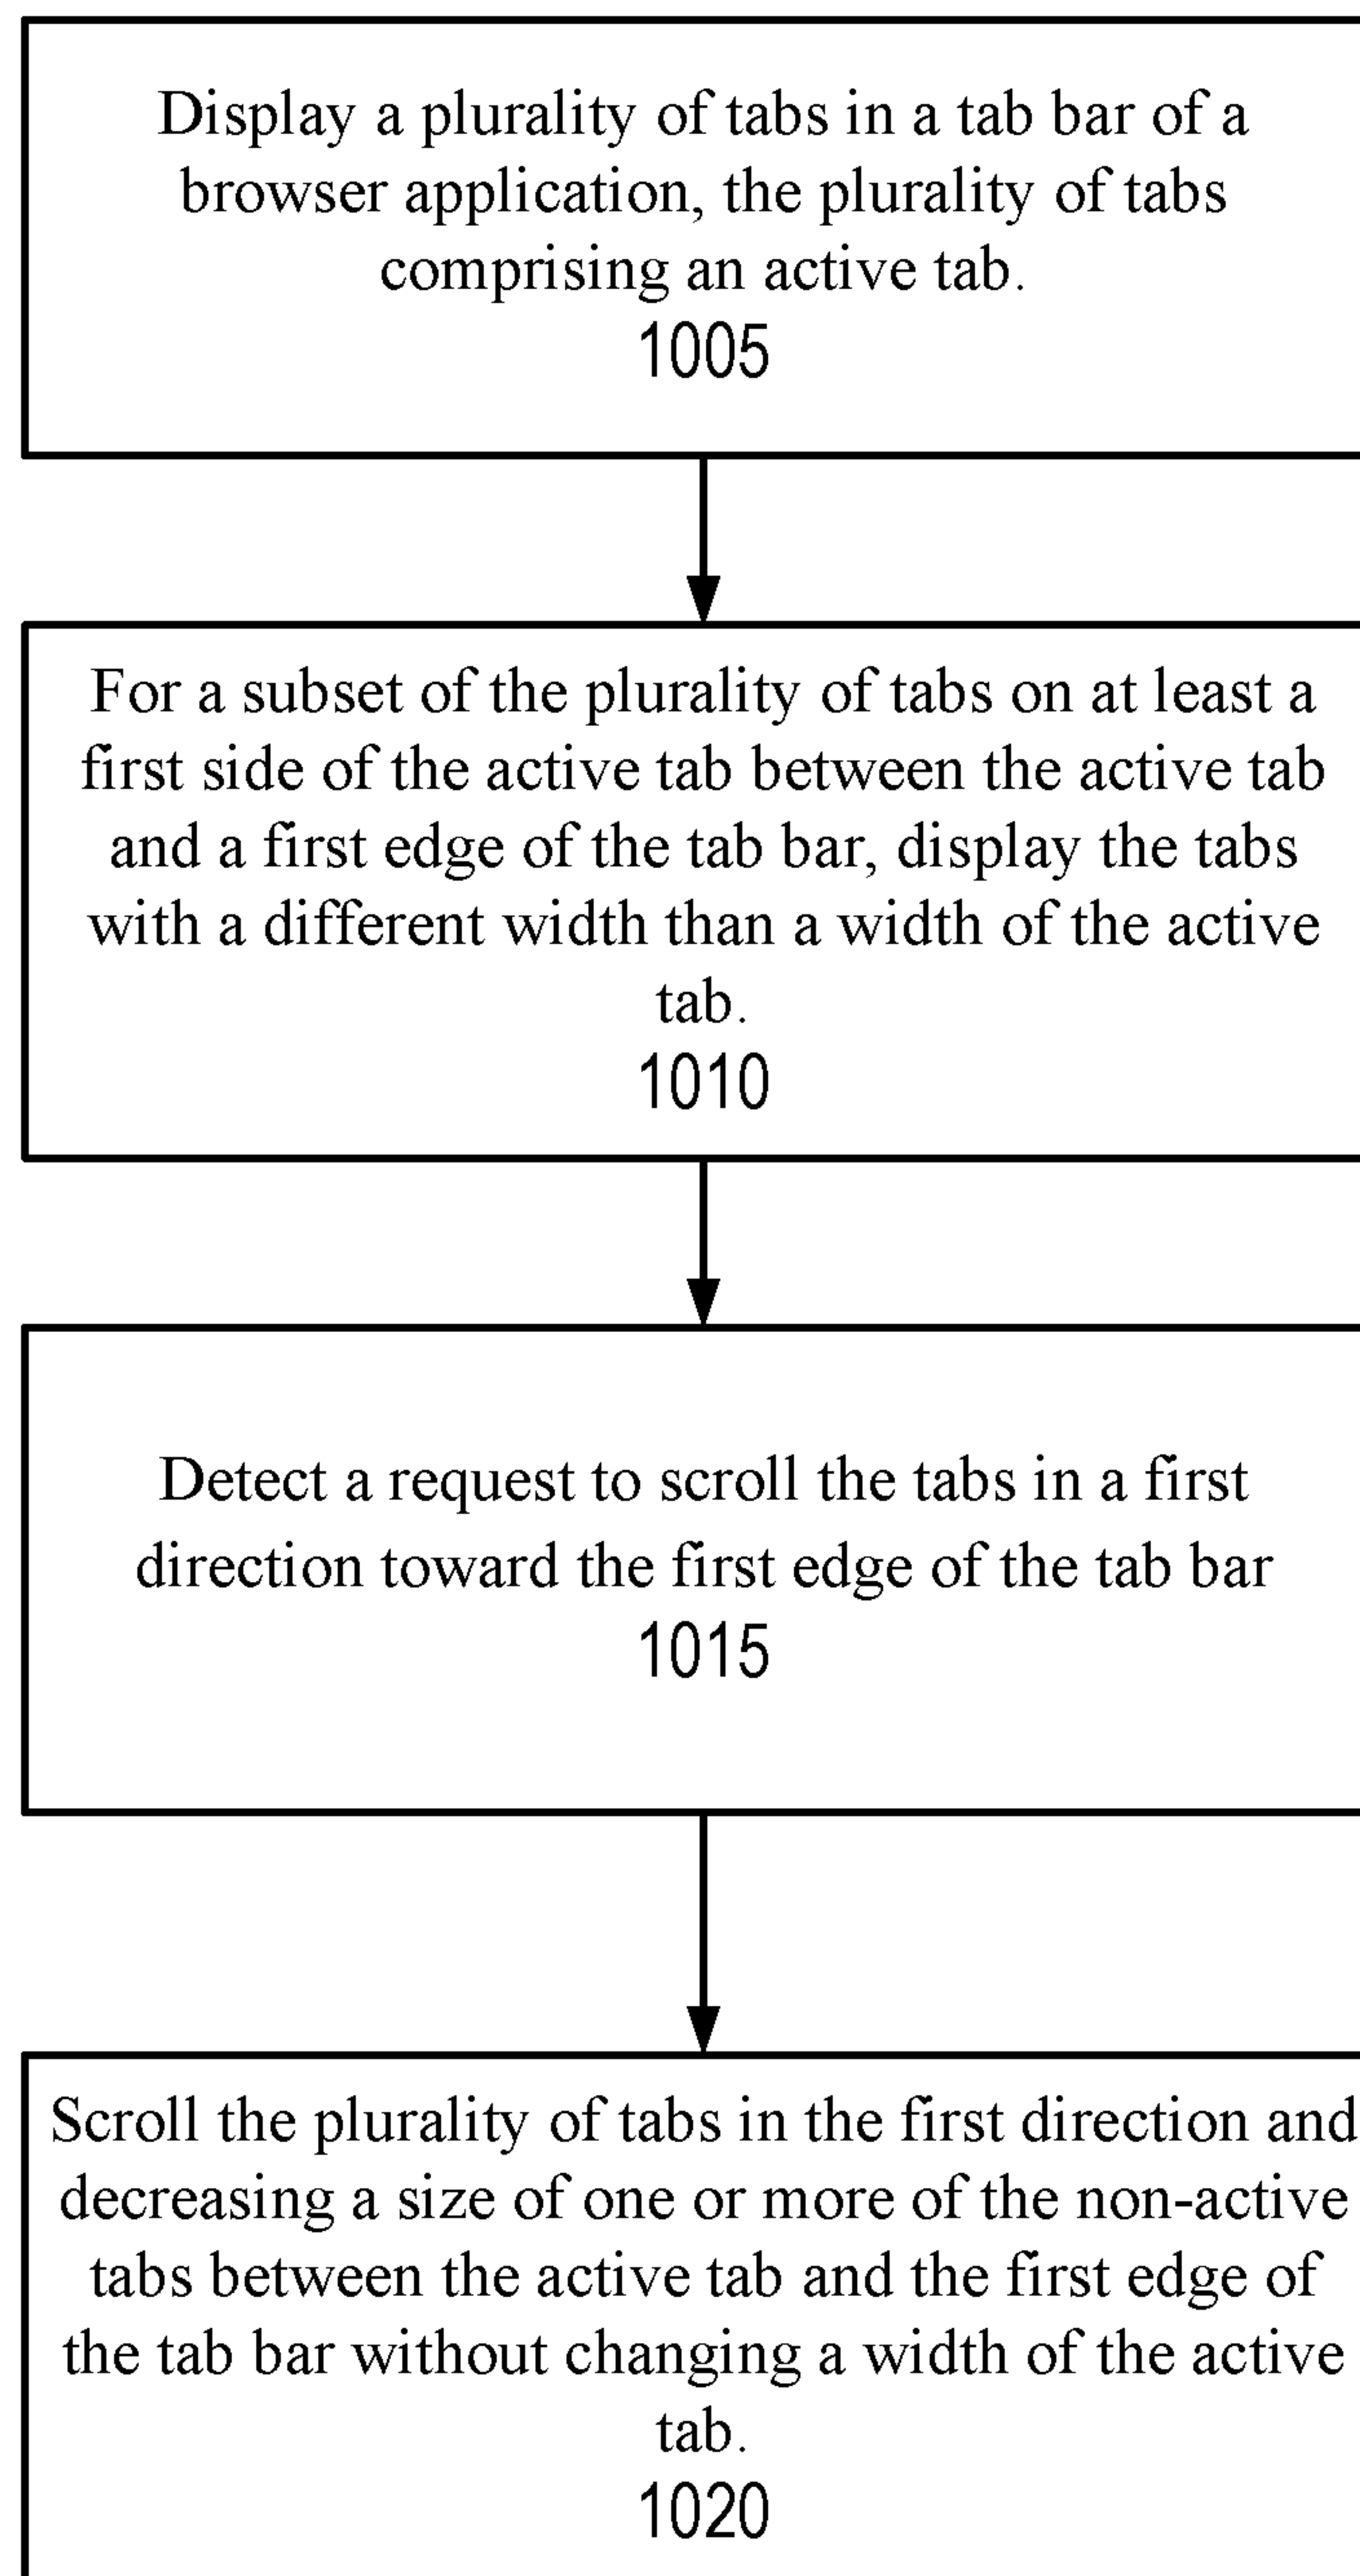 Display a plurality of tabs in a tab bar of a
browser application, the plurality of tabs
comprising an active tab.
1005
For a subset of the plurality of tabs on at least a
first side of the active tab between the active tab
and a first edge of the tab bar, display the tabs
with a different width than a width of the active
tab.
1010
Detect a request to scroll the tabs in a first
direction toward the first edge of the tab bar
1015
Scroll the plurality of tabs in the first direction and
decreasing a size of one or more of the non-active
tabs between the active tab and the first edge of
the tab bar without changing a width of the active
tab.
1020